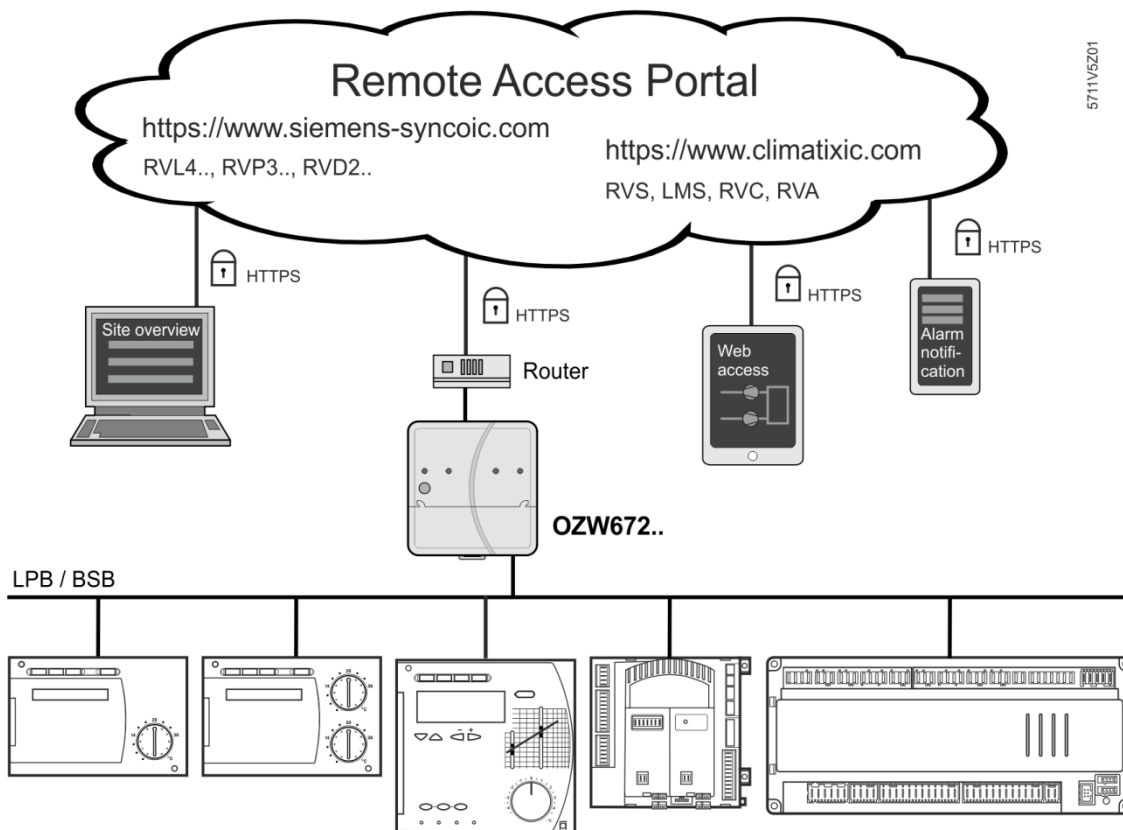 Remote Access Portal
5711V5Z01
https://www.siemens-syncoic.com
RVL4.., RVP3.., RVD2..
https://www.climatixic.com
RVS, LMS, RVC, RVA
HTTPS
HTTPS
HTTPS
HTTPS
Site overview
Router
Web
access
Alarm
notifi-
cation
OZW672..
LPB / BSB